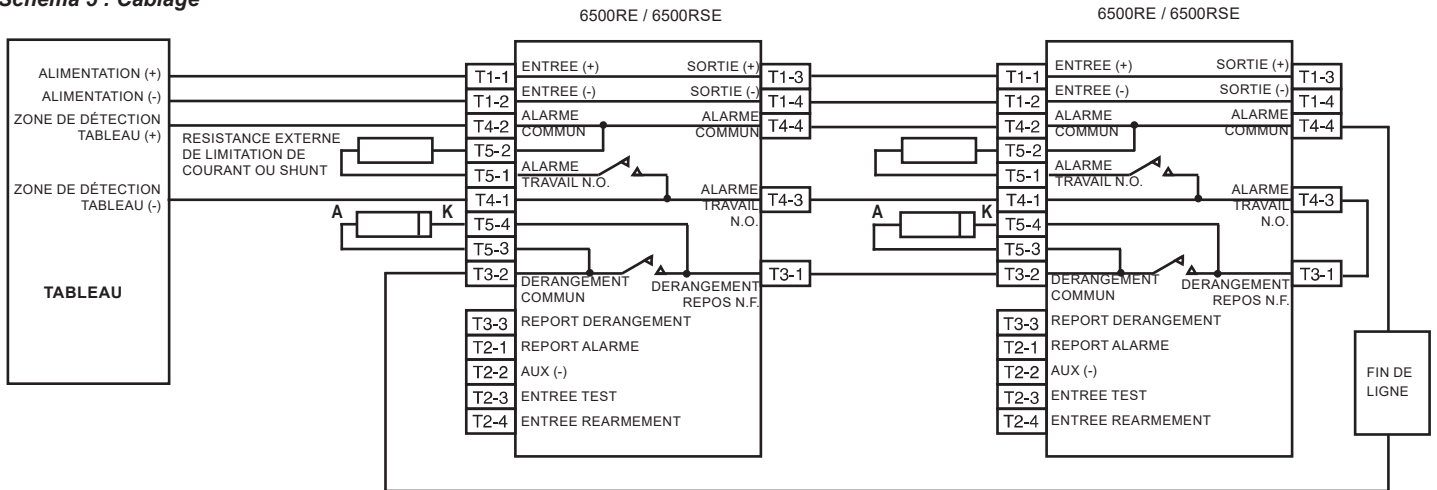 Schéma 5 : Câblage
6500RE / 6500RSE
6500RE / 6500RSE
ALIMENTATION (+)
ALIMENTATION (-)
ZONE DE DÉTECTION
TABLEAU (+)
ZONE DE DÉTECTION
TABLEAU (-)
TABLEAU
RESISTANCE EXTERNE
DE LIMITATION DE
COURANT OU SHUNT
A
K
T1-1
T1-2
T4-2
T5-2
T5-1
T4-1
T5-4
T5-3
T3-2
T3-3
T2-1
T2-2
T2-3
T2-4
ENTREE (+)
ENTREE (-)
ALARME
COMMUN
ALARME
TRAVAIL N.O.
DERANGEMENT
COMMUN
REPORT DERANGEMENT
REPORT ALARME
AUX (-)
ENTREE TEST
ENTREE REARMEMENT
SORTIE (+)
SORTIE (-)
ALARME
COMMUN
ALARME
TRAVAIL
N.O.
DERANGEMENT
REPOS N.F.
T1-3
T1-4
T4-4
T4-3
T3-1
A
K
T1-1
T1-2
T4-2
T5-2
T5-1
T4-1
T5-4
T5-3
T3-2
T3-3
T2-1
T2-2
T2-3
T2-4
ENTREE (+)
ENTREE (-)
ALARME
COMMUN
ALARME
TRAVAIL N.O.
DERANGEMENT
COMMUN
REPORT DERANGEMENT
REPORT ALARME
AUX (-)
ENTREE TEST
ENTREE REARMEMENT
SORTIE (+)
SORTIE (-)
ALARME
COMMUN
ALARME
TRAVAIL
N.O.
DERANGEMENT
REPOS N.F.
T1-3
T1-4
T4-4
T4-3
T3-1
FIN DE
LIGNE